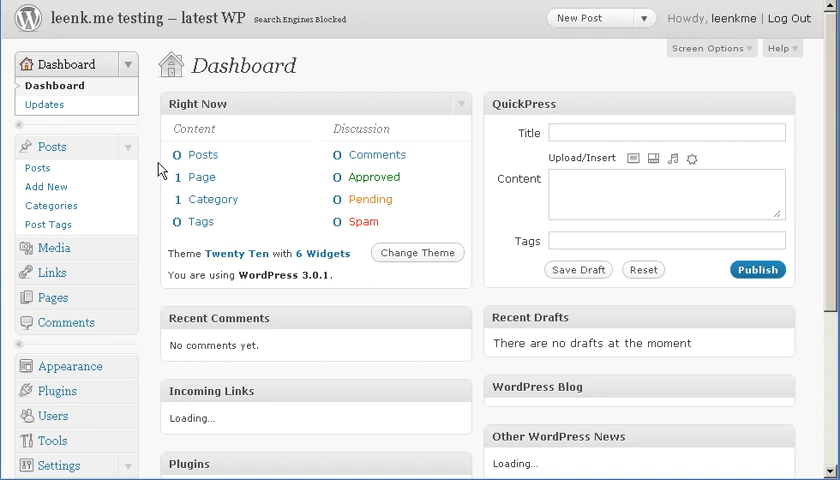 leenk.me testing – latest WP
Search Engines Blocked
New Post
Howdy, leenkme | Log Out
Screen Options
Help
Dashboard
Dashboard
Updates
Posts
Posts
Add New
Categories
Post Tags
Media
Links
Pages
Comments
Appearance
Plugins
Users
Tools
Settings
Dashboard
Right Now
Content
Discussion
0 Posts
0 Comments
1 Page
0 Approved
1 Category
0 Pending
0 Tags
0 Spam
Theme Twenty Ten with 6 Widgets
Change Theme
You are using WordPress 3.0.1.
Recent Comments
No comments yet.
Incoming Links
Loading...
Plugins
QuickPress
Title
Upload/Insert
Content
Tags
Save Draft
Reset
Publish
Recent Drafts
There are no drafts at the moment
WordPress Blog
Other WordPress News
Loading...